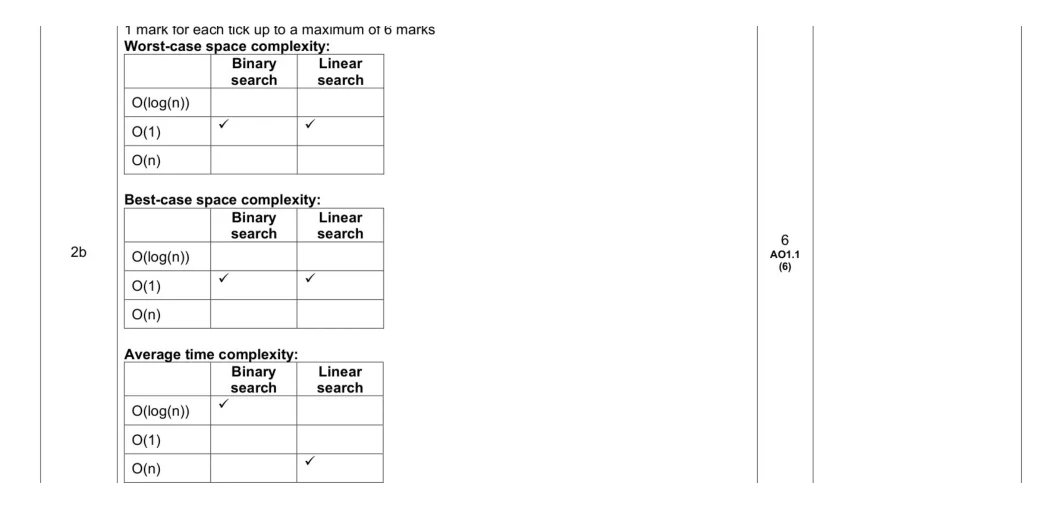 1 mark for each tick up to a maximum of 6 marks
Worst-case space complexity:
Binary search Linear search
O(log(n))
O(1) ✓ ✓
O(n)
Best-case space complexity:
Binary search Linear search
2b
O(log(n))
O(1) ✓ ✓
O(n)
6
AO1.1
(6)
Average time complexity:
Binary search Linear search
O(log(n)) ✓
O(1)
O(n) ✓